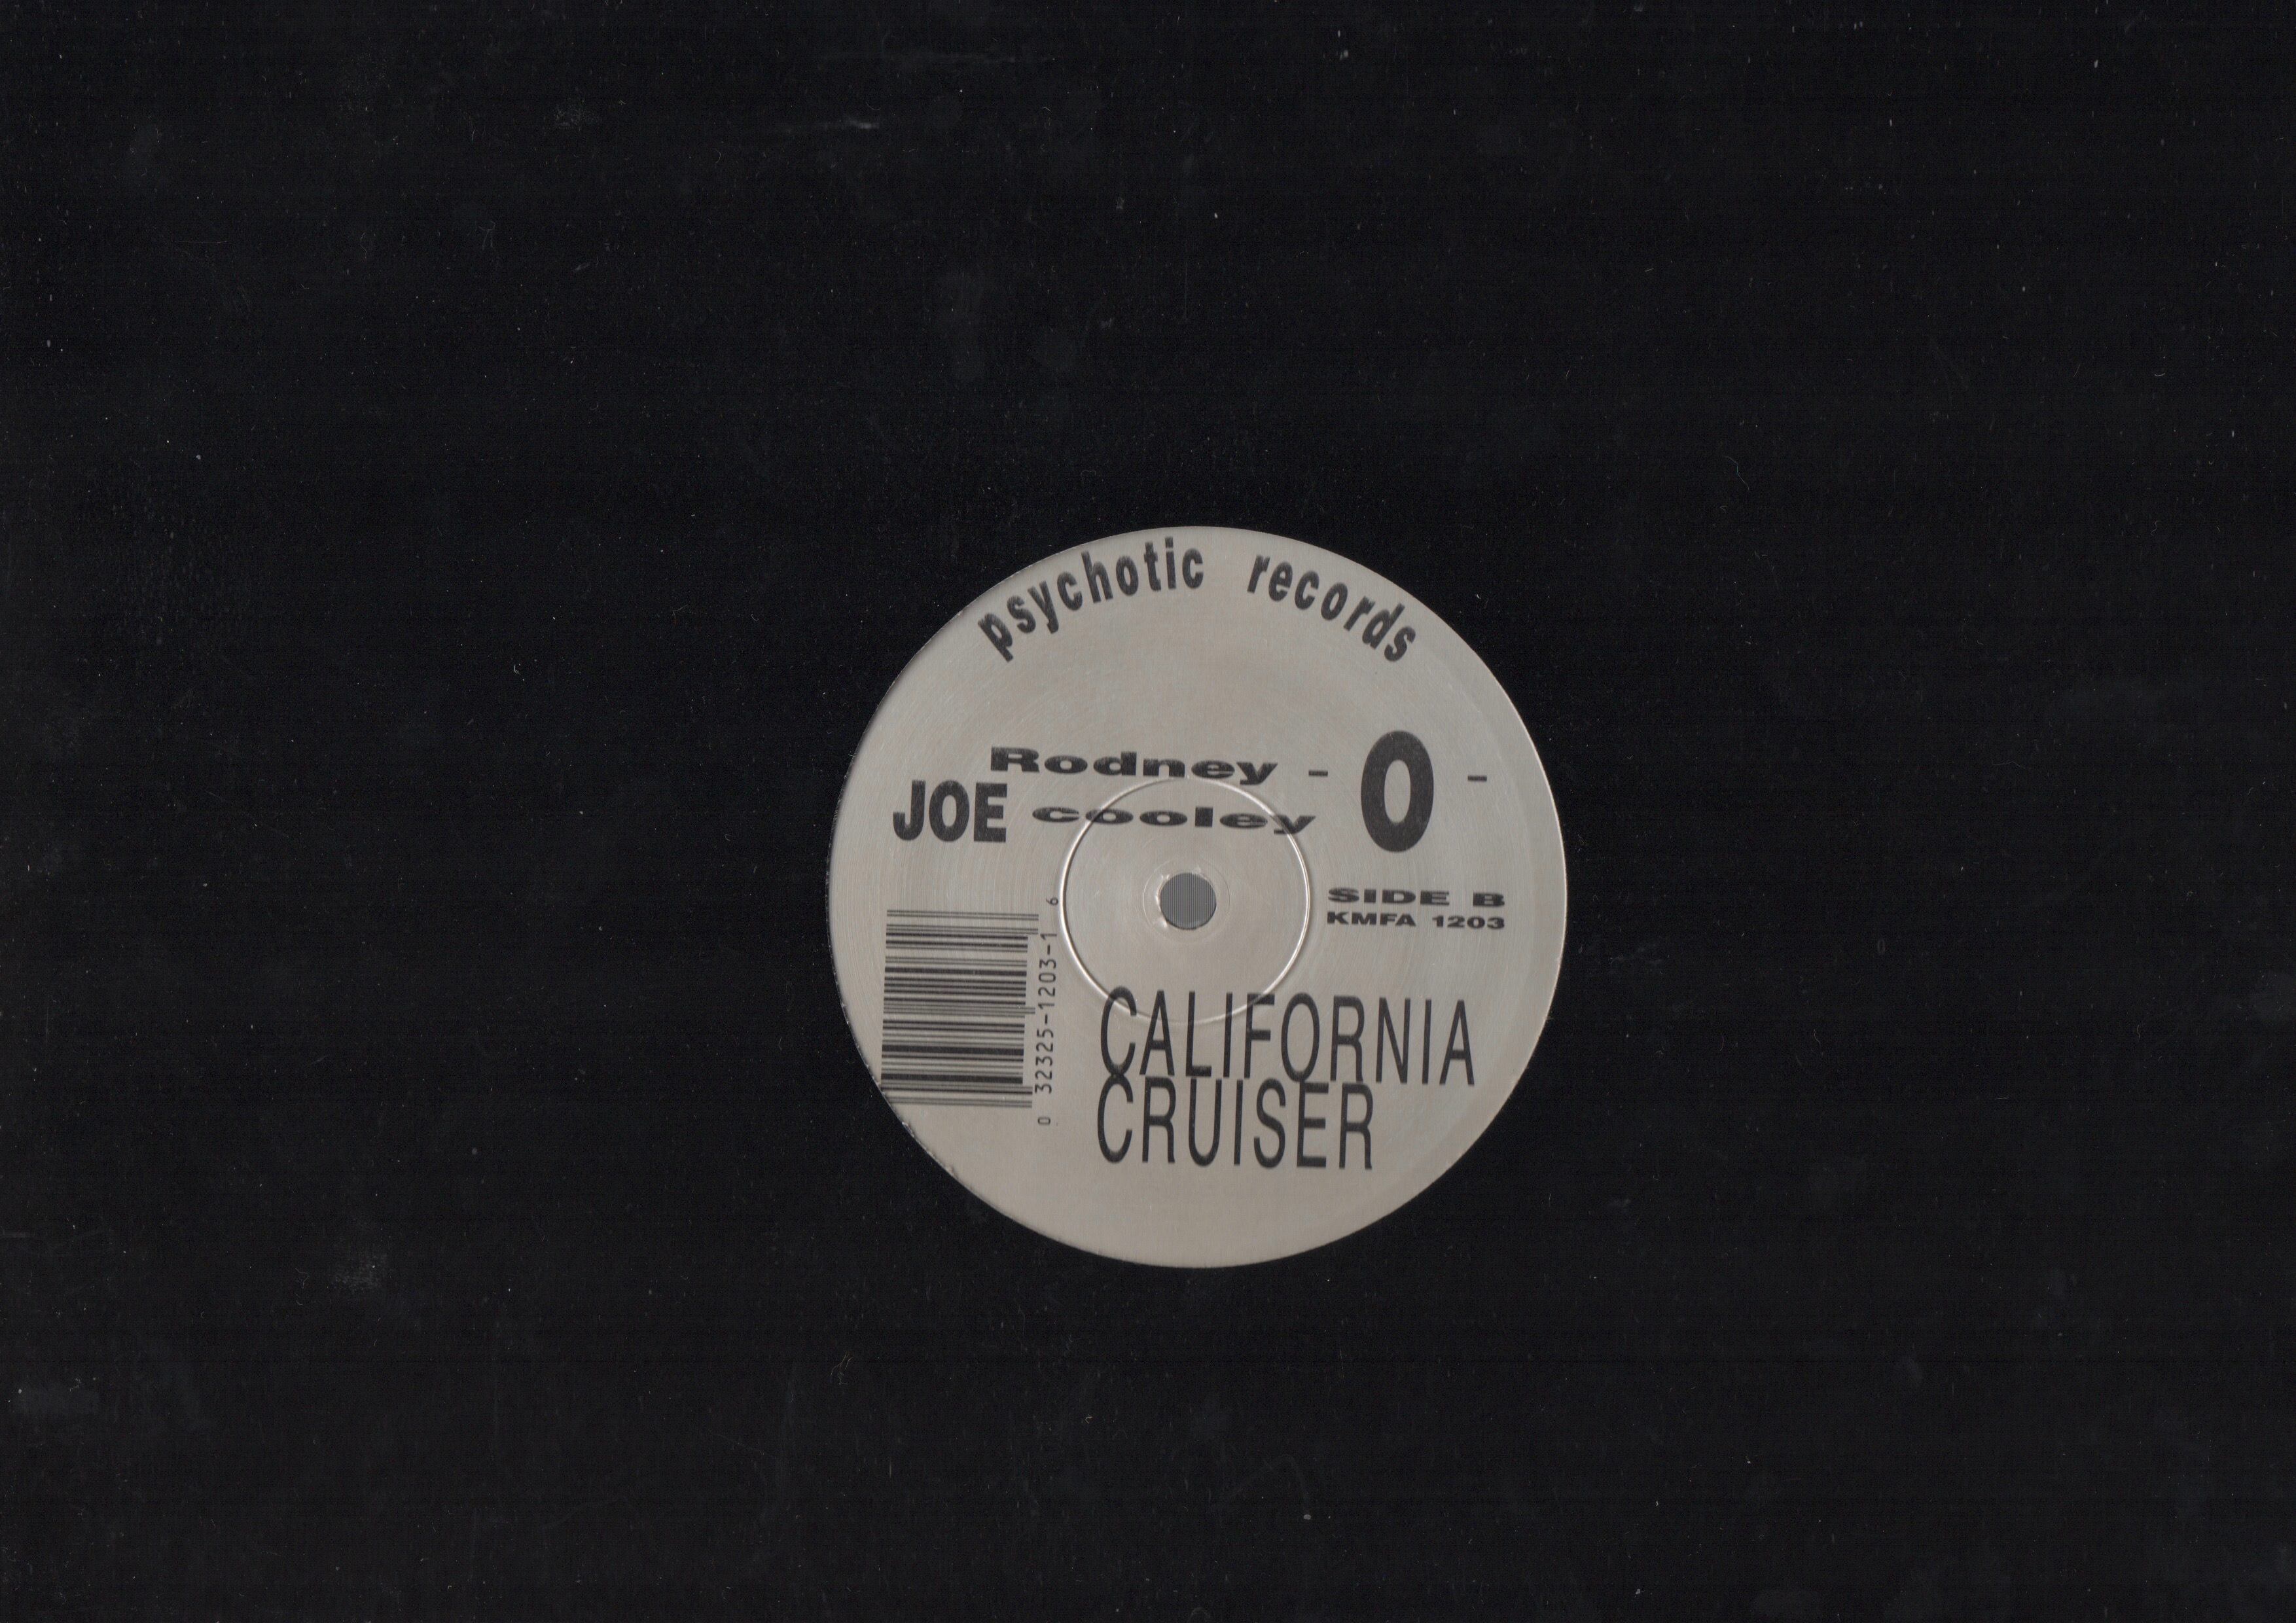 psychotic records
Rodney - O -
JOE cooley
SIDE B
KMFA 1203
0 32325-1203-1 6
CALIFORNIA
CRUISER